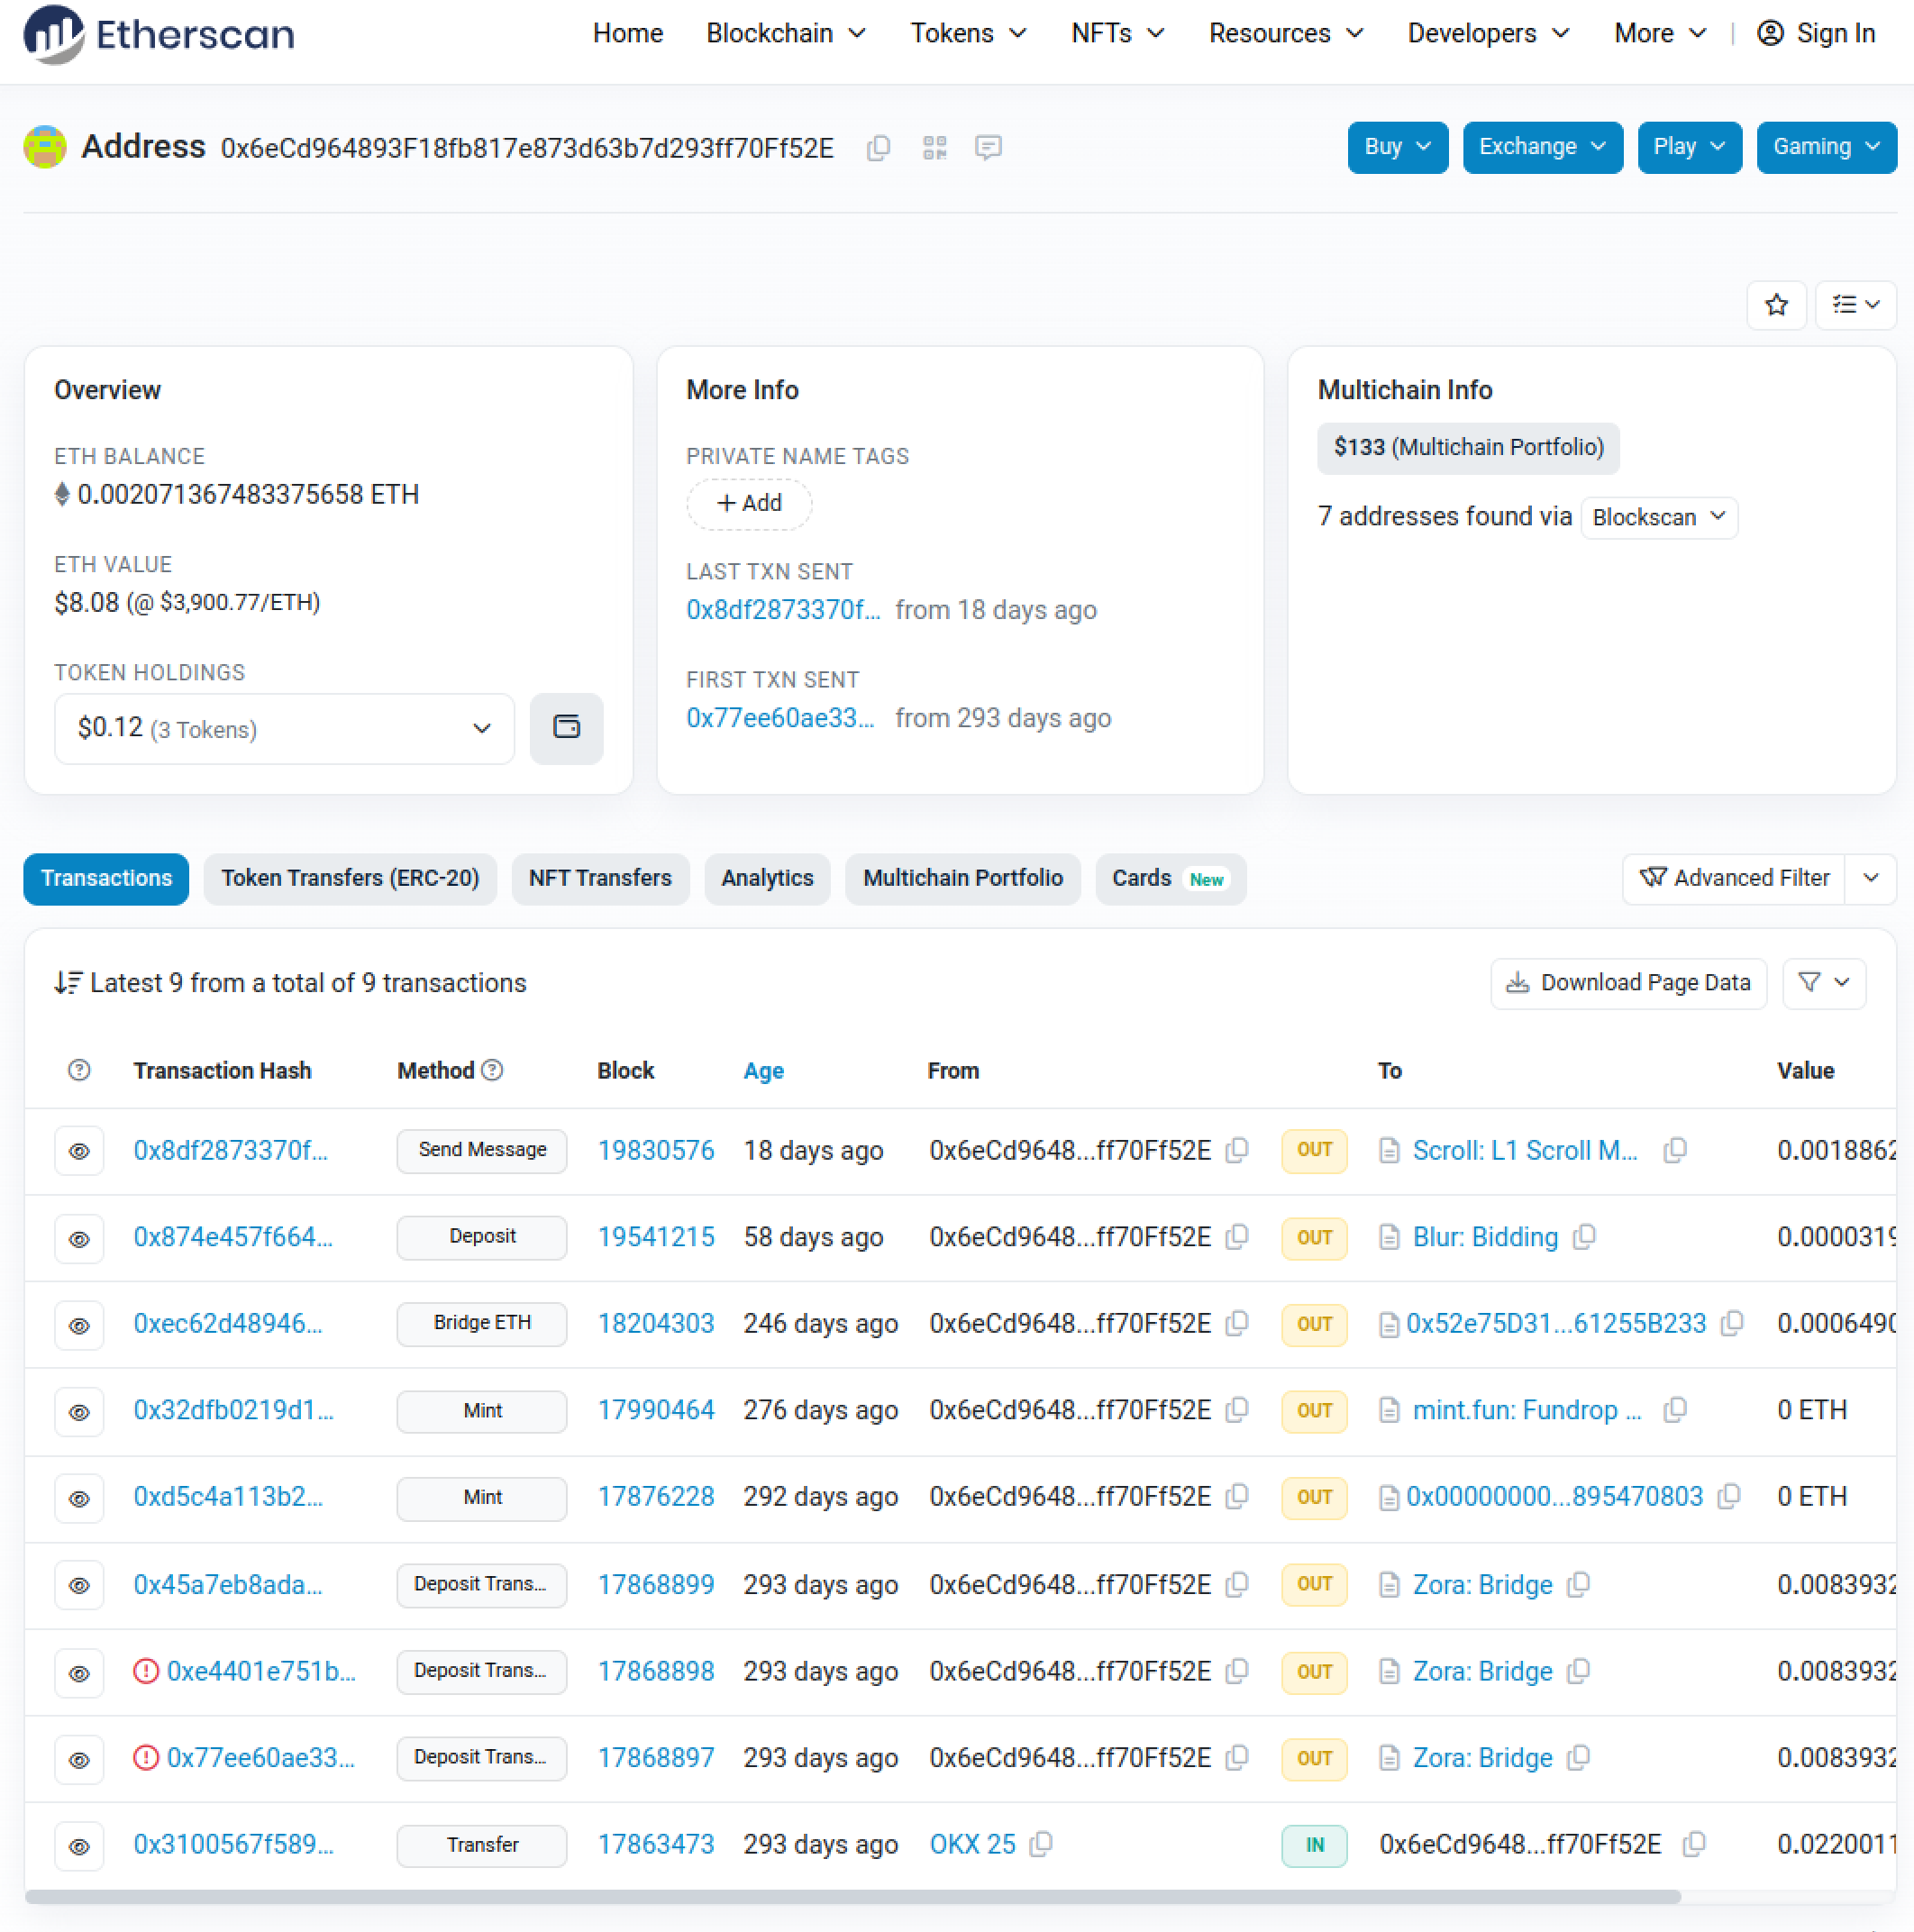 Etherscan Home Blockchain Tokens NFTs Resources Developers More | Sign In
Address 0x6eCd964893F18fb817e873d63b7d293ff70Ff52E Buy Exchange Play Gaming
Overview
ETH BALANCE
0.002071367483375658 ETH
ETH VALUE
$8.08 (@ $3,900.77/ETH)
TOKEN HOLDINGS
$0.12 (3 Tokens)
More Info
PRIVATE NAME TAGS
+ Add
LAST TXN SENT
0x8df2873370f... from 18 days ago
FIRST TXN SENT
0x77ee60ae33... from 293 days ago
Multichain Info
$133 (Multichain Portfolio)
7 addresses found via Blockscan
Transactions Token Transfers (ERC-20) NFT Transfers Analytics Multichain Portfolio Cards New Advanced Filter
Latest 9 from a total of 9 transactions Download Page Data
Transaction Hash Method Block Age From To Value
0x8df2873370f... Send Message 19830576 18 days ago 0x6eCd9648...ff70Ff52E OUT Scroll: L1 Scroll M... 0.0018862
0x874e457f664... Deposit 19541215 58 days ago 0x6eCd9648...ff70Ff52E OUT Blur: Bidding 0.0000319
0xec62d48946... Bridge ETH 18204303 246 days ago 0x6eCd9648...ff70Ff52E OUT 0x52e75D31...61255B233 0.0006490
0x32dfb0219d1... Mint 17990464 276 days ago 0x6eCd9648...ff70Ff52E OUT mint.fun: Fundrop ... 0 ETH
0xd5c4a113b2... Mint 17876228 292 days ago 0x6eCd9648...ff70Ff52E OUT 0x00000000...895470803 0 ETH
0x45a7eb8ada... Deposit Trans... 17868899 293 days ago 0x6eCd9648...ff70Ff52E OUT Zora: Bridge 0.0083932
0xe4401e751b... Deposit Trans... 17868898 293 days ago 0x6eCd9648...ff70Ff52E OUT Zora: Bridge 0.0083932
0x77ee60ae33... Deposit Trans... 17868897 293 days ago 0x6eCd9648...ff70Ff52E OUT Zora: Bridge 0.0083932
0x3100567f589... Transfer 17863473 293 days ago OKX 25 IN 0x6eCd9648...ff70Ff52E 0.0220011